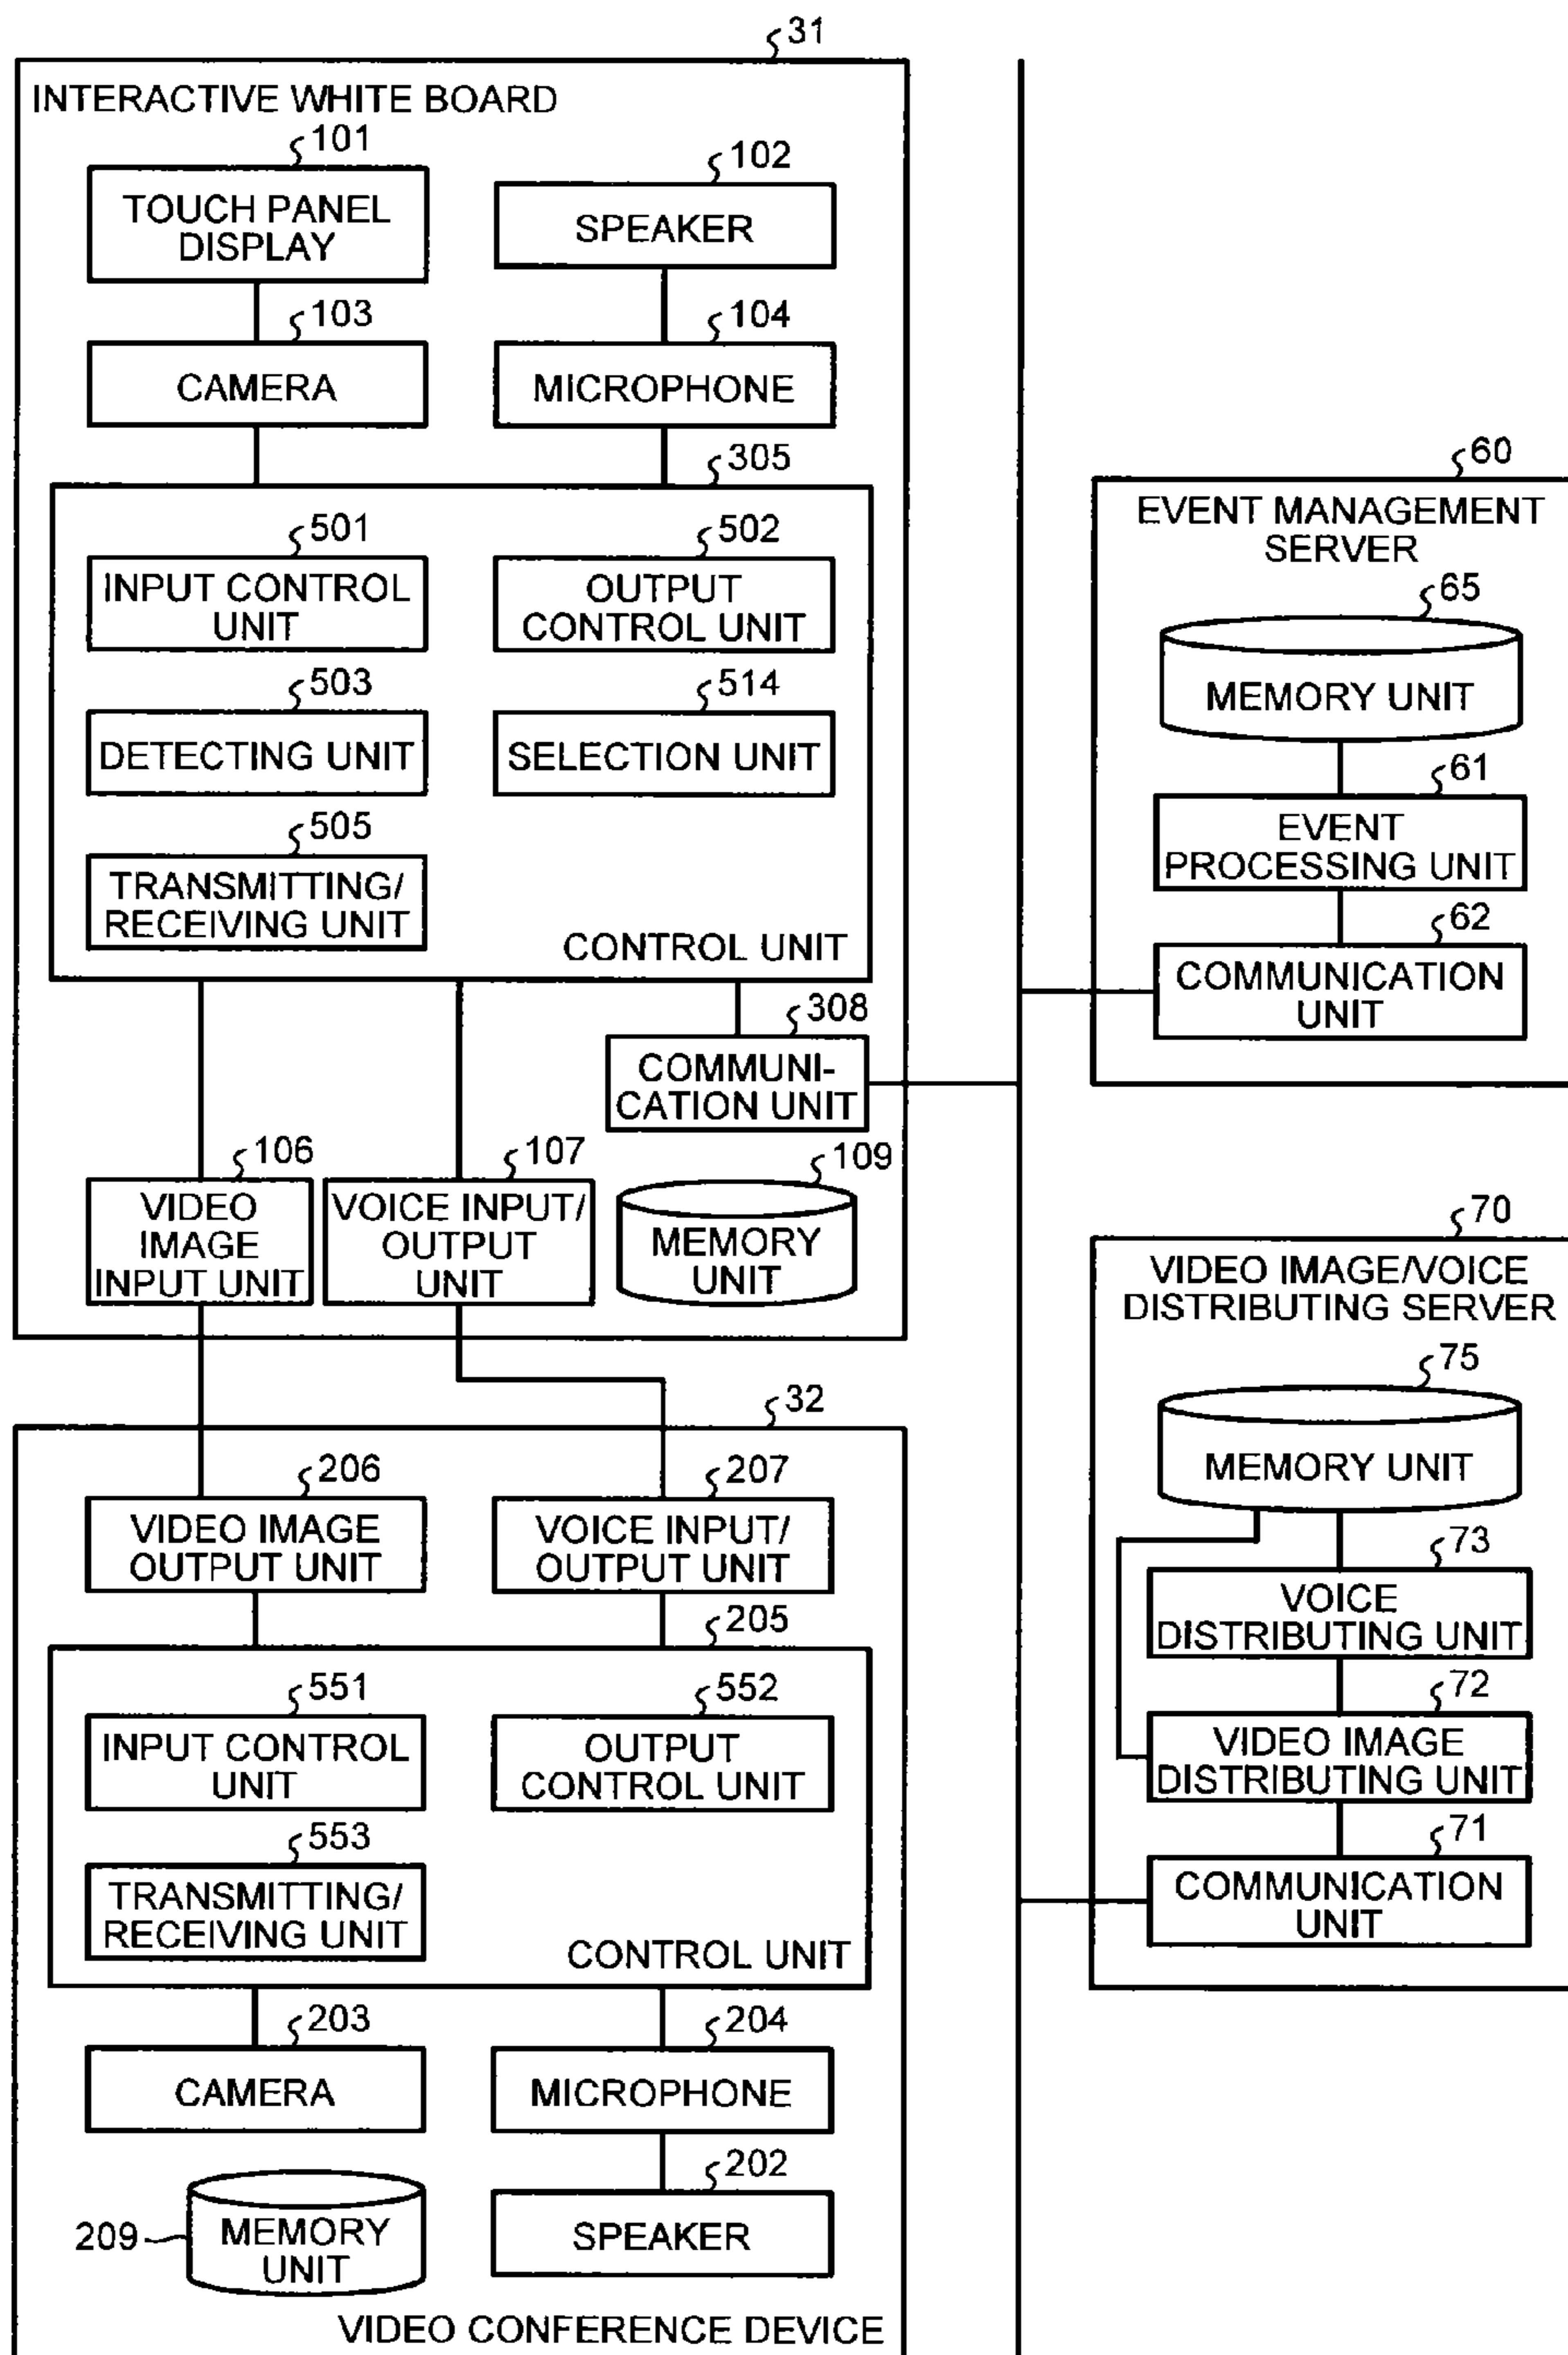 31
INTERACTIVE WHITE BOARD
101
TOUCH PANEL
DISPLAY
102
SPEAKER
103
CAMERA
104
MICROPHONE
305
501
INPUT CONTROL
UNIT
502
OUTPUT
CONTROL UNIT
503
DETECTING UNIT
514
SELECTION UNIT
505
TRANSMITTING/
RECEIVING UNIT
CONTROL UNIT
308
COMMUNI-
CATION UNIT
106
VIDEO
IMAGE
INPUT UNIT
107
VOICE INPUT/
OUTPUT
UNIT
109
MEMORY
UNIT
32
206
VIDEO IMAGE
OUTPUT UNIT
207
VOICE INPUT/
OUTPUT UNIT
205
551
INPUT CONTROL
UNIT
552
OUTPUT
CONTROL UNIT
553
TRANSMITTING/
RECEIVING UNIT
CONTROL UNIT
203
CAMERA
204
MICROPHONE
202
SPEAKER
209
MEMORY
UNIT
VIDEO CONFERENCE DEVICE
60
EVENT MANAGEMENT
SERVER
65
MEMORY UNIT
61
EVENT
PROCESSING UNIT
62
COMMUNICATION
UNIT
70
VIDEO IMAGE/VOICE
DISTRIBUTING SERVER
75
MEMORY UNIT
73
VOICE
DISTRIBUTING UNIT
72
VIDEO IMAGE
DISTRIBUTING UNIT
71
COMMUNICATION
UNIT